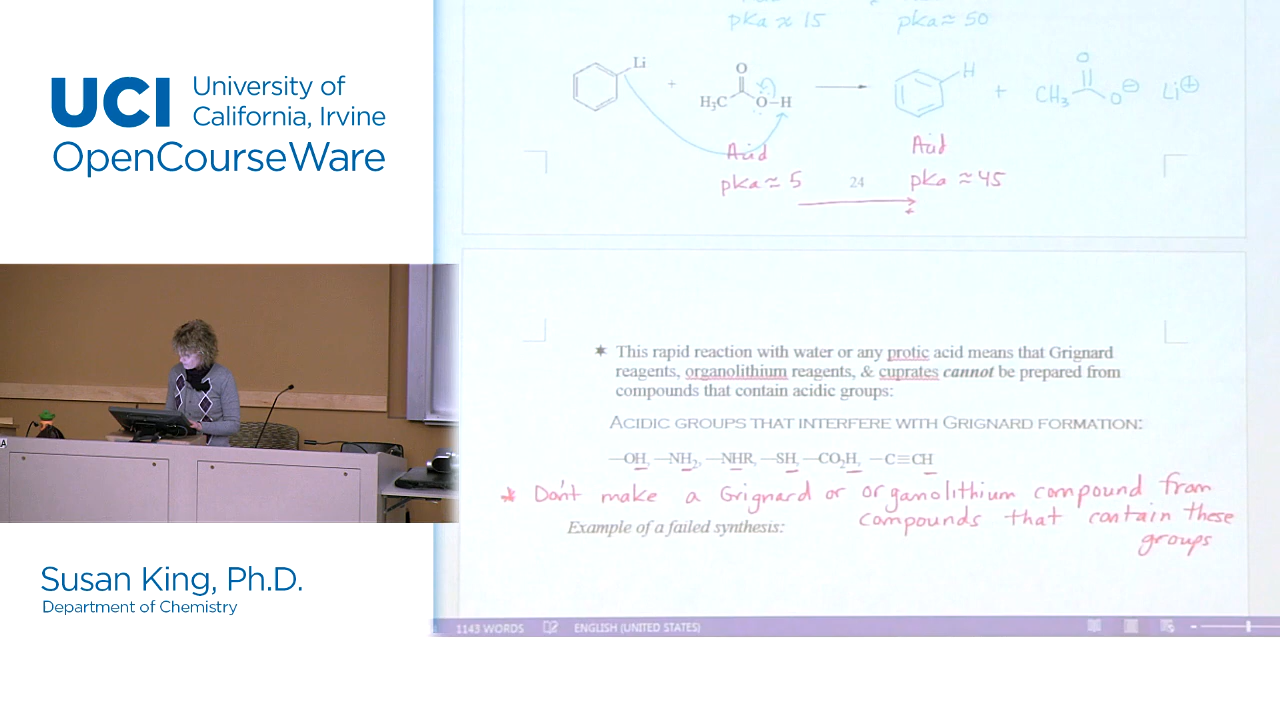 UCI University of
California, Irvine
OpenCourseWare
pKa ≈ 15 pKa ≈ 50
Li
+
O
H₃C O–H
H
+
O
CH₃ O⊖ Li⊕
Acid Acid
pKa ≈ 5 24 pKa ≈ 45
✶ This rapid reaction with water or any protic acid means that Grignard
reagents, organolithium reagents, & cuprates cannot be prepared from
compounds that contain acidic groups:
ACIDIC GROUPS THAT INTERFERE WITH GRIGNARD FORMATION:
—OH, —NH₂, —NHR, —SH, —CO₂H, —C≡CH
* Don't make a Grignard or organolithium compound from
compounds that contain these
groups
Example of a failed synthesis:
A
Susan King, Ph.D.
Department of Chemistry
1143 WORDS ENGLISH (UNITED STATES)